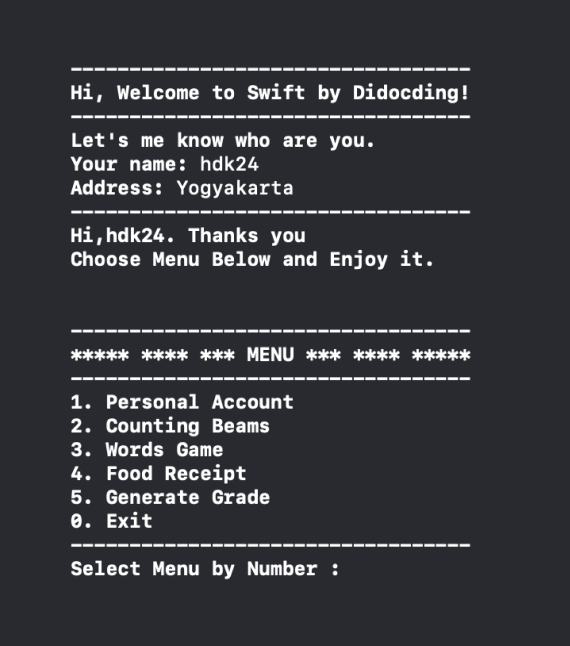 ----------------------------------
Hi, Welcome to Swift by Didocding!
----------------------------------
Let's me know who are you.
Your name: hdk24
Address: Yogyakarta
----------------------------------
Hi,hdk24. Thanks you
Choose Menu Below and Enjoy it.
----------------------------------
***** **** *** MENU *** **** *****
----------------------------------
1. Personal Account
2. Counting Beams
3. Words Game
4. Food Receipt
5. Generate Grade
0. Exit
----------------------------------
Select Menu by Number :